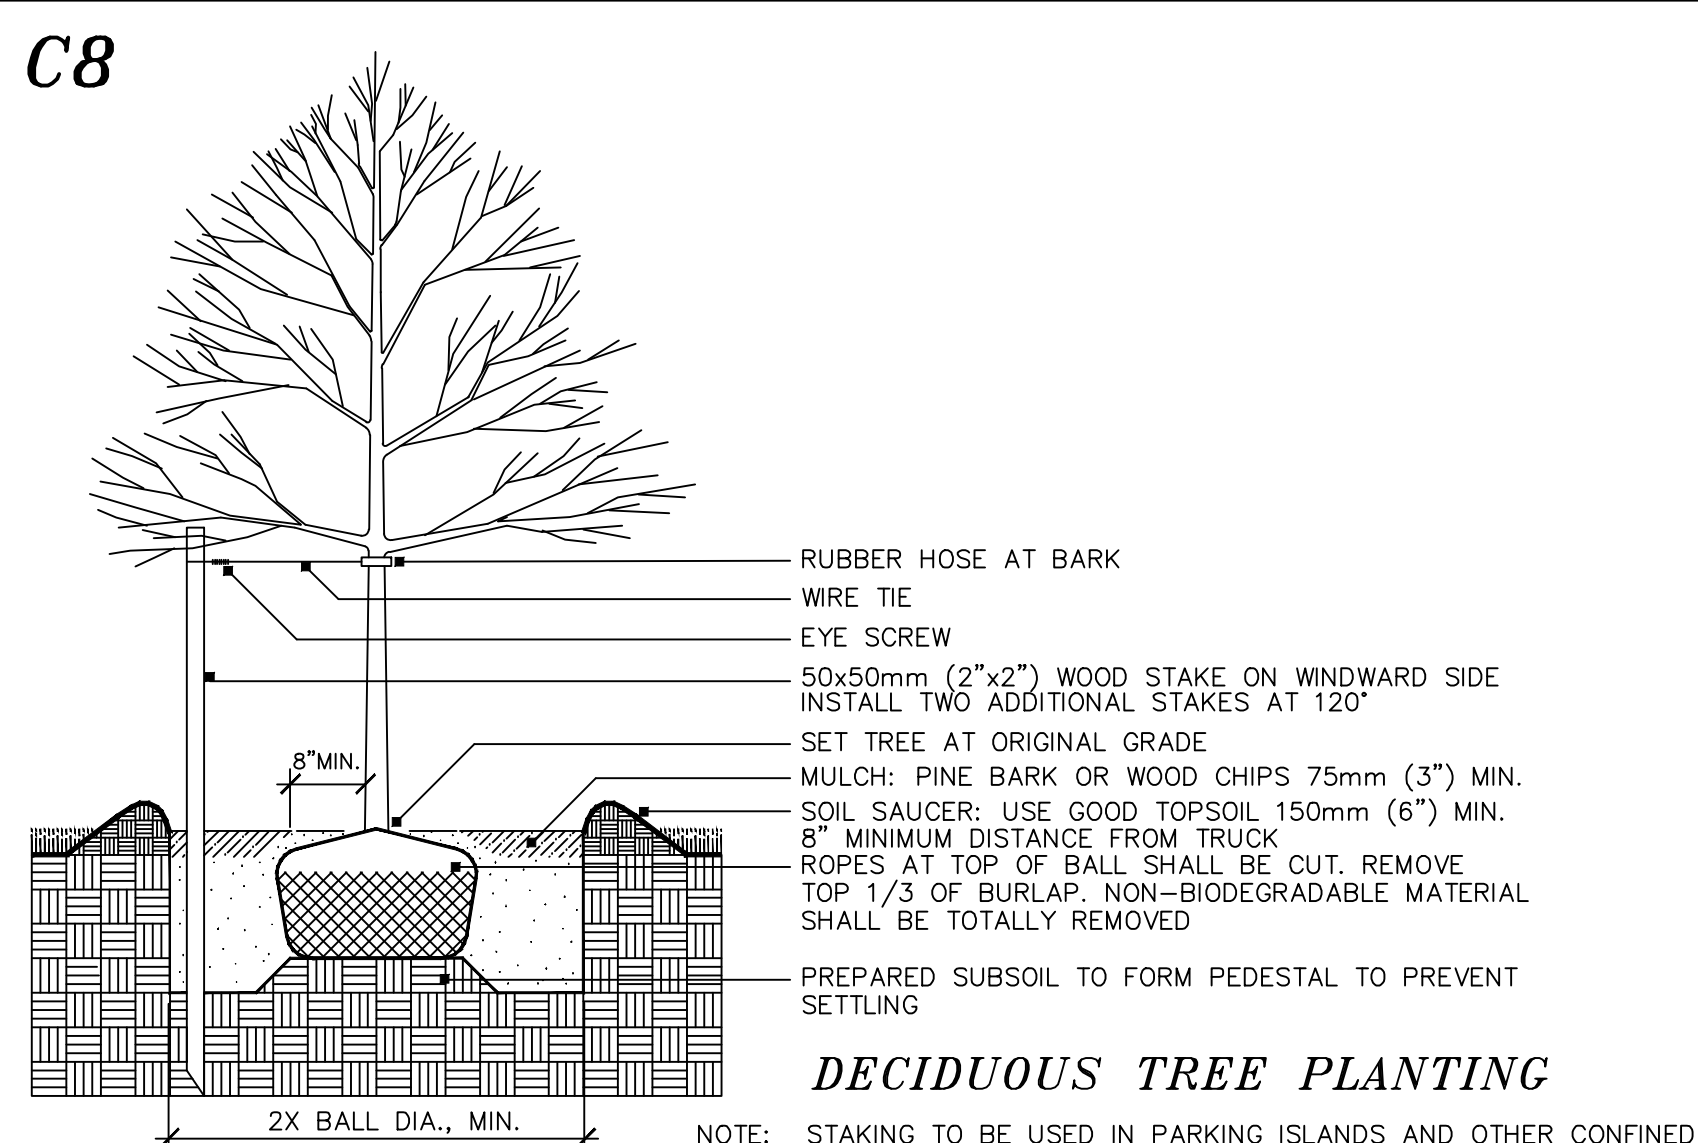 C8
RUBBER HOSE AT BARK
WIRE TIE
EYE SCREW
50x50mm (2”x2”) WOOD STAKE ON WINDWARD SIDE
INSTALL TWO ADDITIONAL STAKES AT 120°
SET TREE AT ORIGINAL GRADE
8”MIN.
MULCH: PINE BARK OR WOOD CHIPS 75mm (3”) MIN.
SOIL SAUCER: USE GOOD TOPSOIL 150mm (6”) MIN.
8” MINIMUM DISTANCE FROM TRUCK
ROPES AT TOP OF BALL SHALL BE CUT. REMOVE
TOP 1/3 OF BURLAP. NON-BIODEGRADABLE MATERIAL
SHALL BE TOTALLY REMOVED
PREPARED SUBSOIL TO FORM PEDESTAL TO PREVENT
SETTLING
DECIDUOUS TREE PLANTING
2X BALL DIA., MIN.
NOTE: STAKING TO BE USED IN PARKING ISLANDS AND OTHER CONFINED